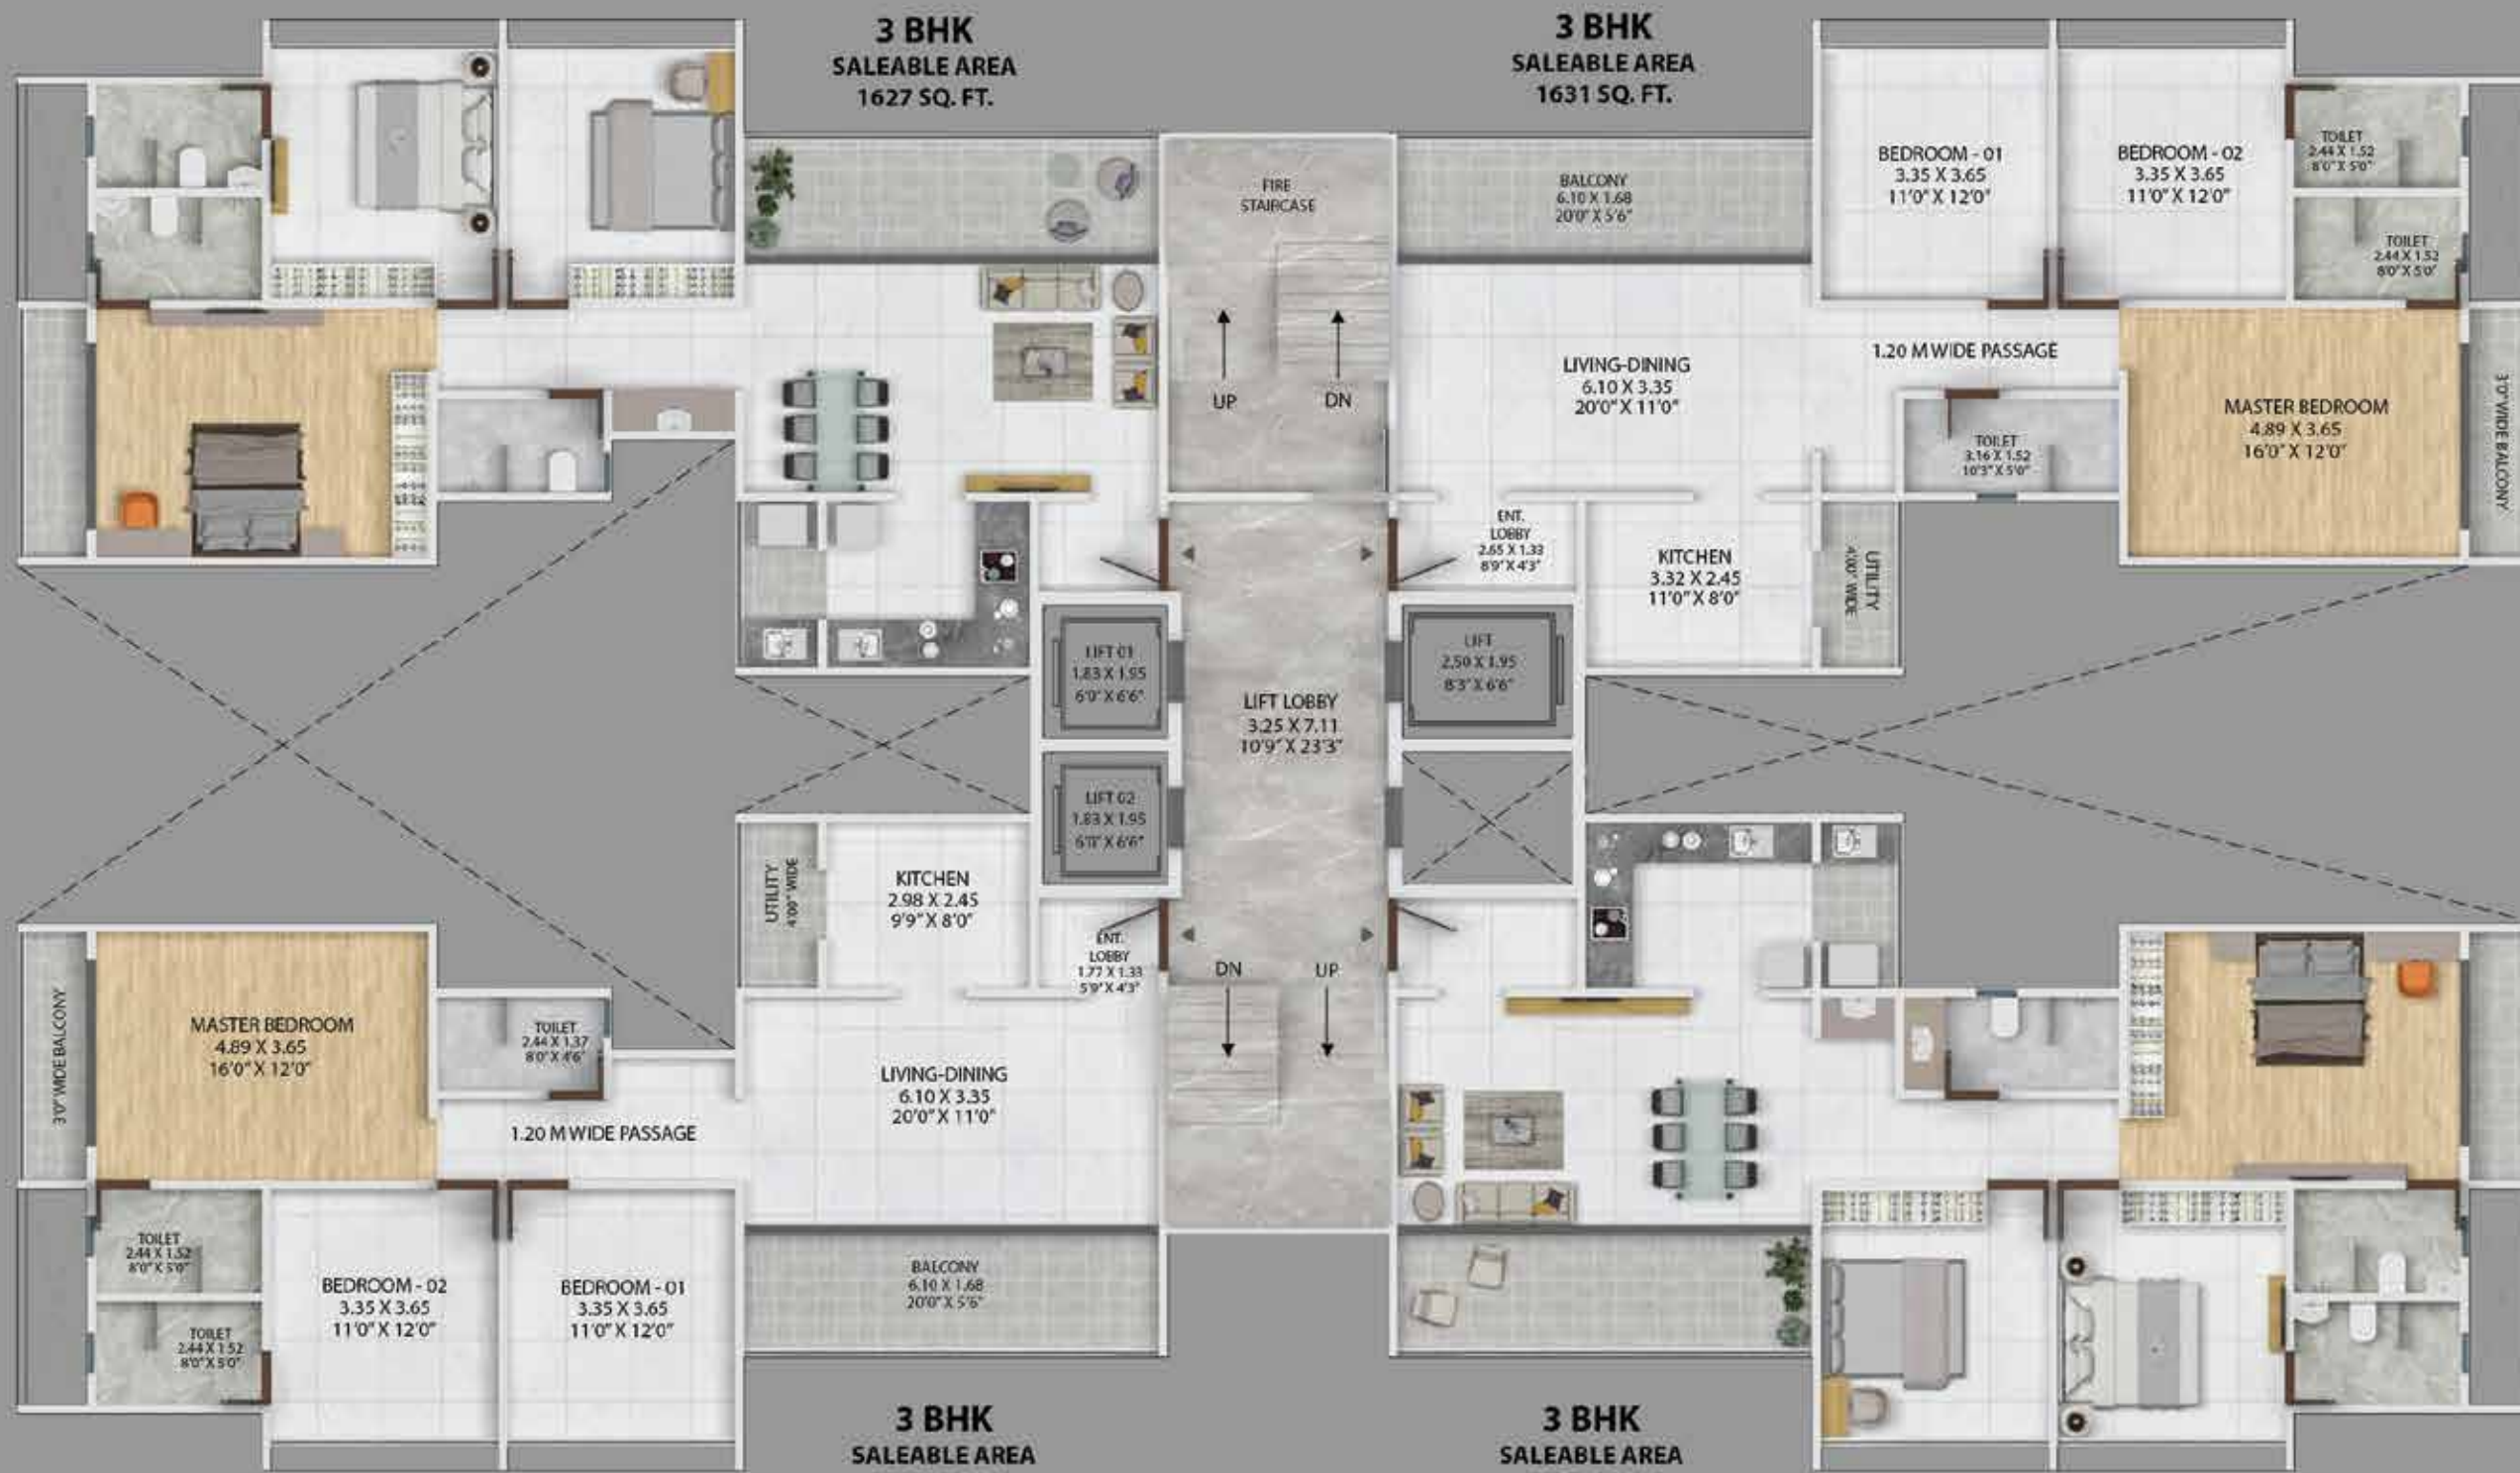 3 BHK
SALEABLE AREA
1627 SQ. FT.
3 BHK
SALEABLE AREA
1631 SQ. FT.
FIRE
STAIRCASE
UP
DN
BALCONY
6.10 X 1.68
20'0" X 5'6"
BEDROOM - 01
3.35 X 3.65
11'0" X 12'0"
BEDROOM - 02
3.35 X 3.65
11'0" X 12'0"
TOILET
2.44 X 1.52
8'0" X 5'0"
TOILET
2.44 X 1.52
8'0" X 5'0"
LIVING-DINING
6.10 X 3.35
20'0" X 11'0"
1.20 M WIDE PASSAGE
TOILET
3.16 X 1.52
10'3" X 5'0"
MASTER BEDROOM
4.89 X 3.65
16'0" X 12'0"
3'0" WIDE BALCONY
ENT.
LOBBY
2.65 X 1.33
8'9" X 4'3"
KITCHEN
3.32 X 2.45
11'0" X 8'0"
UTILITY
4'00" WIDE
LIFT 01
1.83 X 1.95
6'0" X 6'6"
LIFT
2.50 X 1.95
8'3" X 6'6"
LIFT LOBBY
3.25 X 7.11
10'9" X 23'3"
LIFT 02
1.83 X 1.95
6'0" X 6'6"
UTILITY
4'00" WIDE
KITCHEN
2.98 X 2.45
9'9" X 8'0"
ENT.
LOBBY
1.77 X 1.33
5'9" X 4'3"
DN
UP
3'0" WIDE BALCONY
MASTER BEDROOM
4.89 X 3.65
16'0" X 12'0"
TOILET
2.44 X 1.37
8'0" X 4'6"
1.20 M WIDE PASSAGE
LIVING-DINING
6.10 X 3.35
20'0" X 11'0"
TOILET
2.44 X 1.52
8'0" X 5'0"
TOILET
2.44 X 1.52
8'0" X 5'0"
BEDROOM - 02
3.35 X 3.65
11'0" X 12'0"
BEDROOM - 01
3.35 X 3.65
11'0" X 12'0"
BALCONY
6.10 X 1.68
20'0" X 5'6"
3 BHK
SALEABLE AREA
3 BHK
SALEABLE AREA